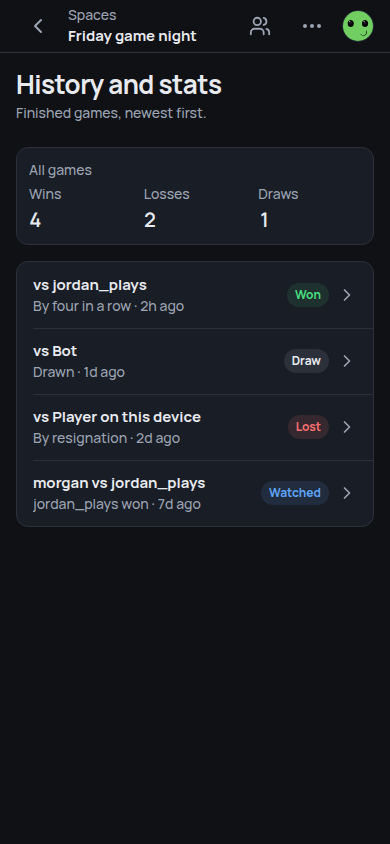 Spaces
Friday game night
History and stats
Finished games, newest first.
All games
Wins Losses Draws
4 2 1
vs jordan_plays
By four in a row · 2h ago
Won
vs Bot
Drawn · 1d ago
Draw
vs Player on this device
By resignation · 2d ago
Lost
morgan vs jordan_plays
jordan_plays won · 7d ago
Watched